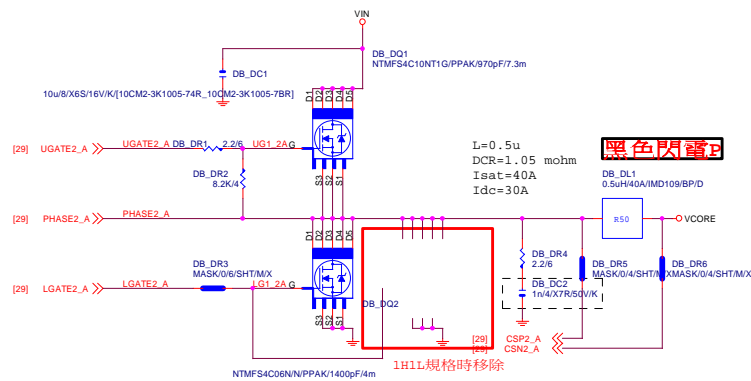 VIN
DB_DQ1
NTMFS4C10NT1G/PPAK/970pF/7.3m
DB_DC1
10u/8/X6S/16V/K/[10CM2-3K1005-74R_10CM2-3K1005-7BR]
D1 D2 D3 D4 D5
[29] UGATE2_A UGATE2_A DB_DR1 2.2/6 UG1_2A G
S3 S2 S1
DB_DR2
8.2K/4
L=0.5u
DCR=1.05 mohm
Isat=40A
Idc=30A
黑色閃電P
DB_DL1
0.5uH/40A/IMD109/BP/D
R50
VCORE
[29] PHASE2_A PHASE2_A
D1 D2 D3 D4 D5
DB_DR3
MASK/0/6/SHT/M/X
[29] LGATE2_A LGATE2_A LG1_2A G
S3 S2 S1
DB_DQ2
NTMFS4C06N/N/PPAK/1400pF/4m
DB_DR4
2.2/6
DB_DC2
1n/4/X7R/50V/K
DB_DR5
MASK/0/4/SHT/M/X
DB_DR6
MASK/0/4/SHT/M/X
[29] CSP2_A
[29] CSN2_A
1H1L規格時移除